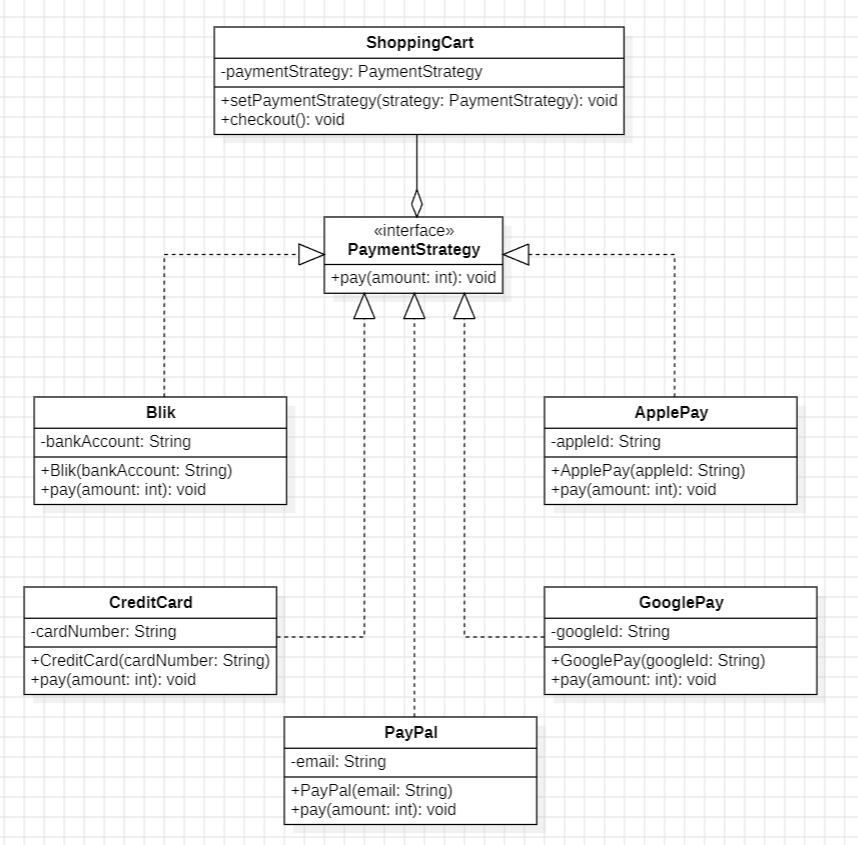 ShoppingCart
-paymentStrategy: PaymentStrategy
+setPaymentStrategy(strategy: PaymentStrategy): void
+checkout(): void
«interface»
PaymentStrategy
+pay(amount: int): void
Blik
-bankAccount: String
+Blik(bankAccount: String)
+pay(amount: int): void
ApplePay
-appleId: String
+ApplePay(appleId: String)
+pay(amount: int): void
CreditCard
-cardNumber: String
+CreditCard(cardNumber: String)
+pay(amount: int): void
GooglePay
-googleId: String
+GooglePay(googleId: String)
+pay(amount: int): void
PayPal
-email: String
+PayPal(email: String)
+pay(amount: int): void